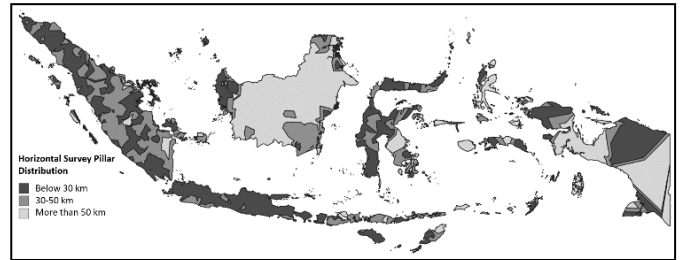 Horizontal Survey Pillar
Distribution
Below 30 km
30-50 km
More than 50 km